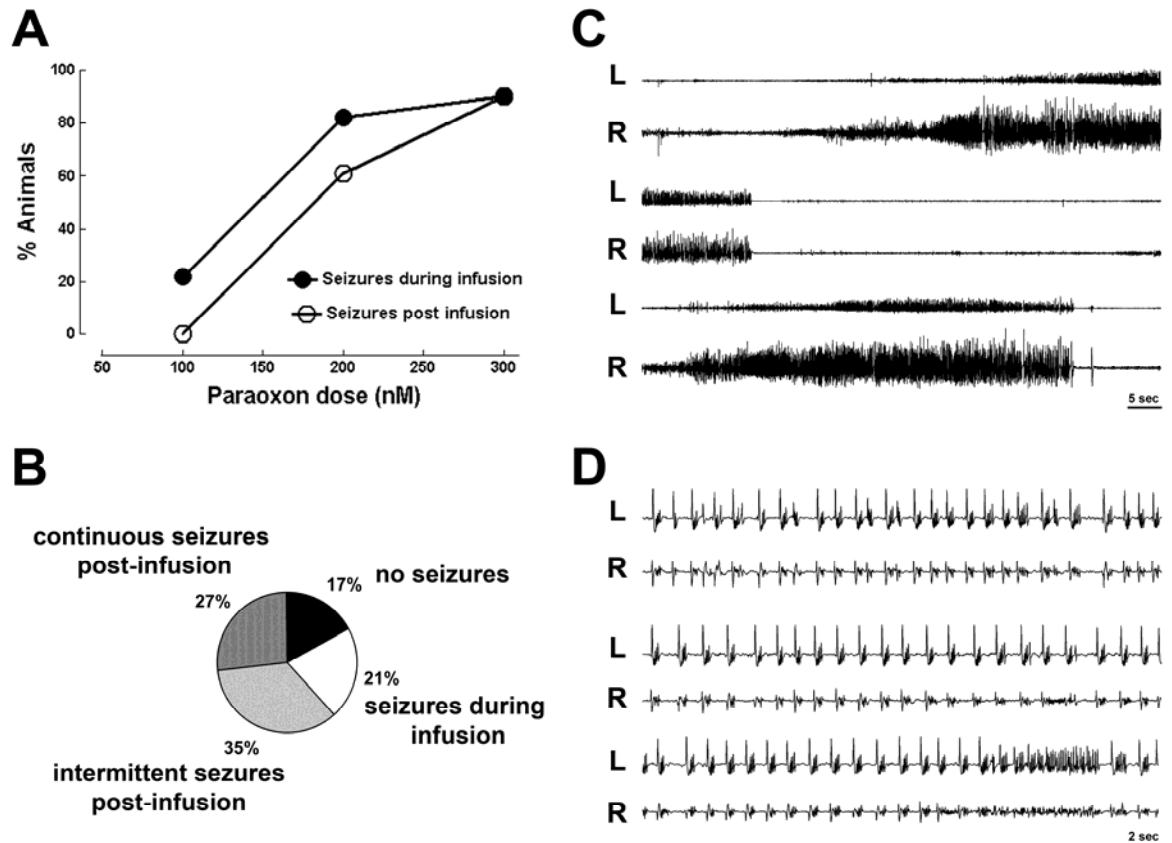 A
% Animals
100
80
60
40
20
0
Seizures during infusion
Seizures post infusion
50 100 150 200 250 300
Paraoxon dose (nM)
B
continuous seizures
post-infusion
27%
17%
no seizures
21%
seizures during
infusion
35%
intermittent sezures
post-infusion
C
L
R
L
R
L
R
5 sec
D
L
R
L
R
L
R
2 sec